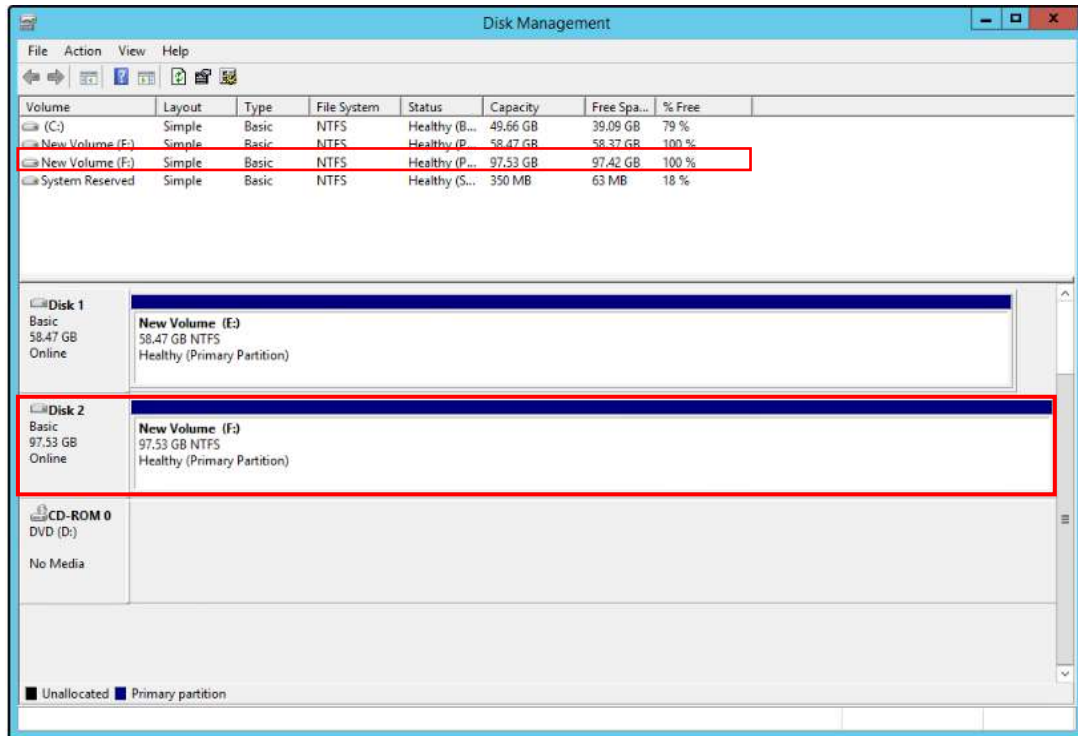 Disk Management
File Action View Help
Volume Layout Type File System Status Capacity Free Spa... % Free
(C:) Simple Basic NTFS Healthy (B... 49.66 GB 39.09 GB 79 %
New Volume (E:) Simple Basic NTFS Healthy (P... 58.47 GB 58.37 GB 100 %
New Volume (F:) Simple Basic NTFS Healthy (P... 97.53 GB 97.42 GB 100 %
System Reserved Simple Basic NTFS Healthy (S... 350 MB 63 MB 18 %
Disk 1
Basic
58.47 GB
Online
New Volume (E:)
58.47 GB NTFS
Healthy (Primary Partition)
Disk 2
Basic
97.53 GB
Online
New Volume (F:)
97.53 GB NTFS
Healthy (Primary Partition)
CD-ROM 0
DVD (D:)
No Media
Unallocated Primary partition